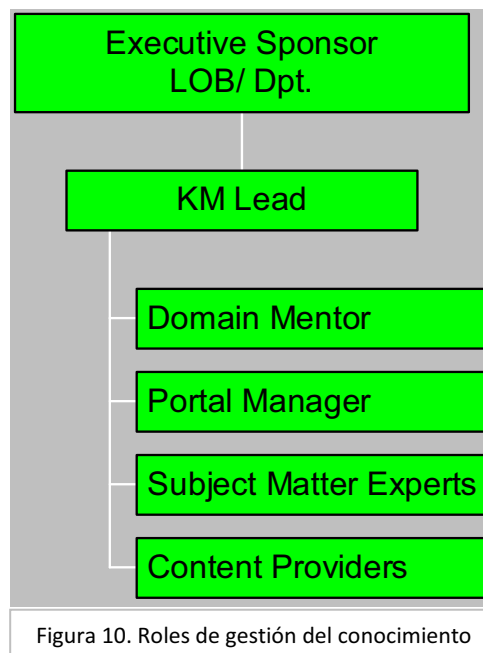 Executive Sponsor
LOB/ Dpt.
KM Lead
Domain Mentor
Portal Manager
Subject Matter Experts
Content Providers
Figura 10. Roles de gestión del conocimiento